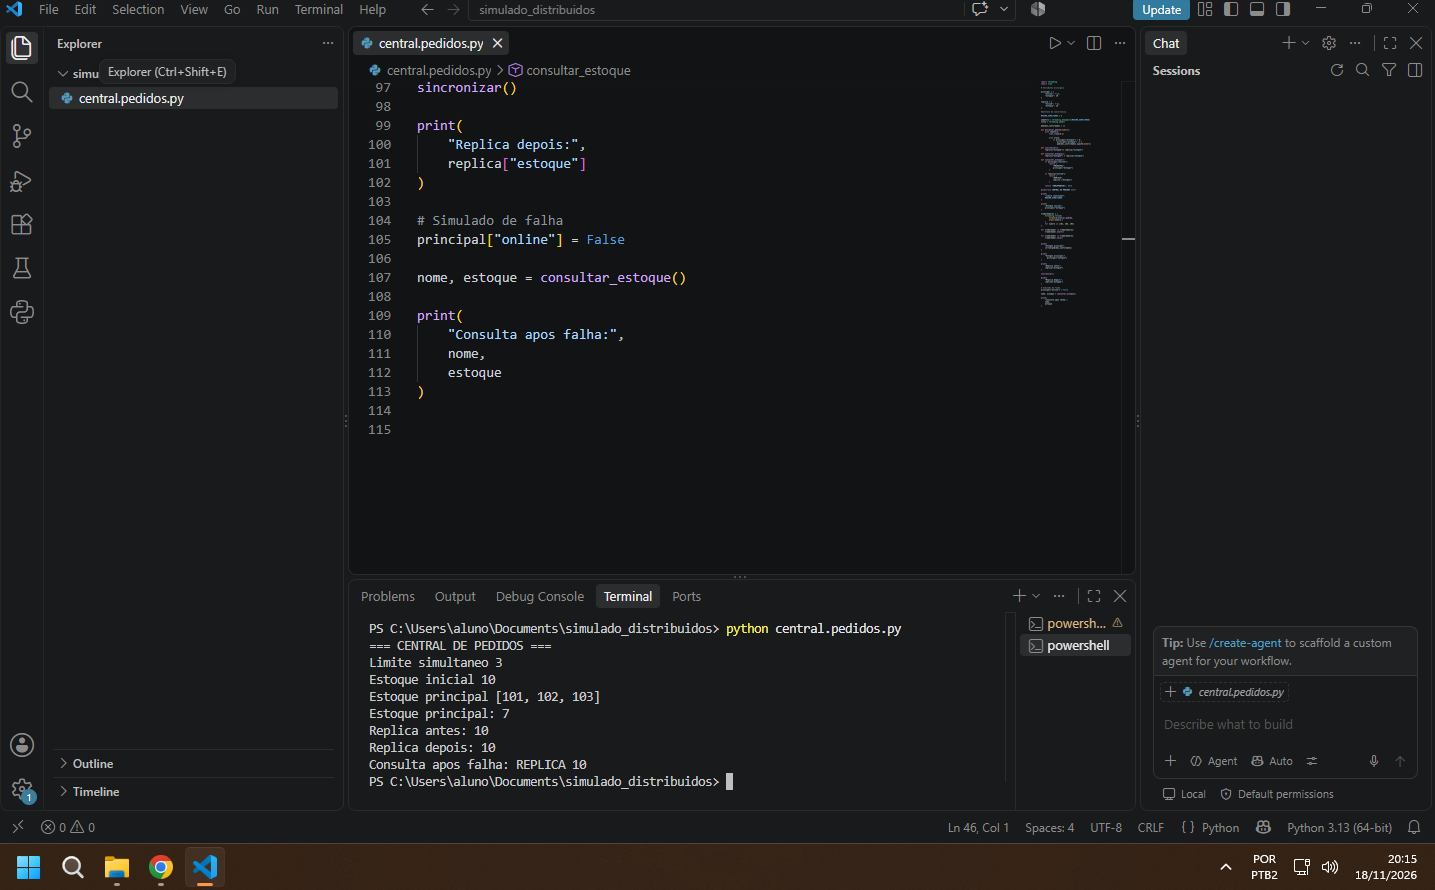 File Edit Selection View Go Run Terminal Help
simulado_distribuidos
Update
Explorer
simu
Explorer (Ctrl+Shift+E)
central.pedidos.py
Outline
Timeline
central.pedidos.py
central.pedidos.py > consultar_estoque
97 sincronizar()
98
99 print(
100 "Replica depois:",
101 replica["estoque"]
102 )
103
104 # Simulado de falha
105 principal["online"] = False
106
107 nome, estoque = consultar_estoque()
108
109 print(
110 "Consulta apos falha:",
111 nome,
112 estoque
113 )
114
115
Problems Output Debug Console Terminal Ports
PS C:\Users\aluno\Documents\simulado_distribuidos> python central.pedidos.py
=== CENTRAL DE PEDIDOS ===
Limite simultaneo 3
Estoque inicial 10
Estoque principal [101, 102, 103]
Estoque principal: 7
Replica antes: 10
Replica depois: 10
Consulta apos falha: REPLICA 10
PS C:\Users\aluno\Documents\simulado_distribuidos>
powersh...
powershell
Chat
Sessions
Tip: Use /create-agent to scaffold a custom
agent for your workflow.
central.pedidos.py
Describe what to build
Agent Auto
Local Default permissions
1
0 0
Ln 46, Col 1 Spaces: 4 UTF-8 CRLF { } Python Python 3.13 (64-bit)
POR
PTB2
20:15
18/11/2026